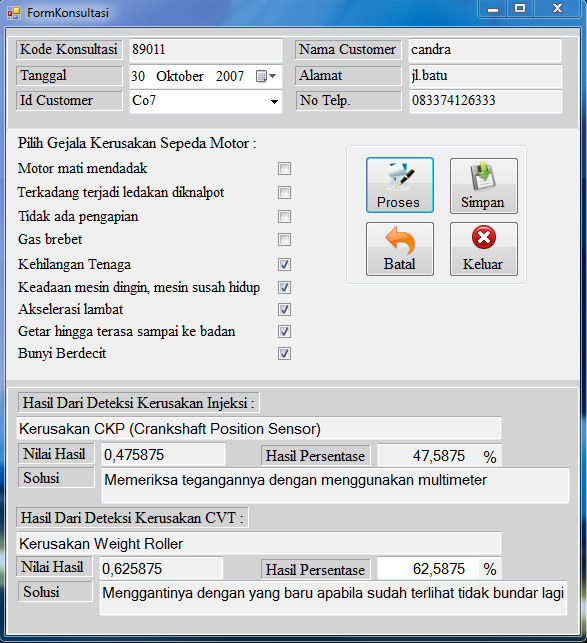 FormKonsultasi
Kode Konsultasi 89011 Nama Customer candra
Tanggal 30 Oktober 2007 Alamat jl.batu
Id Customer Co7 No Telp. 083374126333
Pilih Gejala Kerusakan Sepeda Motor :
Motor mati mendadak
Terkadang terjadi ledakan diknalpot
Tidak ada pengapian
Gas brebet
Kehilangan Tenaga
Keadaan mesin dingin, mesin susah hidup
Akselerasi lambat
Getar hingga terasa sampai ke badan
Bunyi Berdecit
Proses Simpan
Batal Keluar
Hasil Dari Deteksi Kerusakan Injeksi :
Kerusakan CKP (Crankshaft Position Sensor)
Nilai Hasil 0,475875 Hasil Persentase 47,5875 %
Solusi Memeriksa tegangannya dengan menggunakan multimeter
Hasil Dari Deteksi Kerusakan CVT :
Kerusakan Weight Roller
Nilai Hasil 0,625875 Hasil Persentase 62,5875 %
Solusi Menggantinya dengan yang baru apabila sudah terlihat tidak bundar lagi